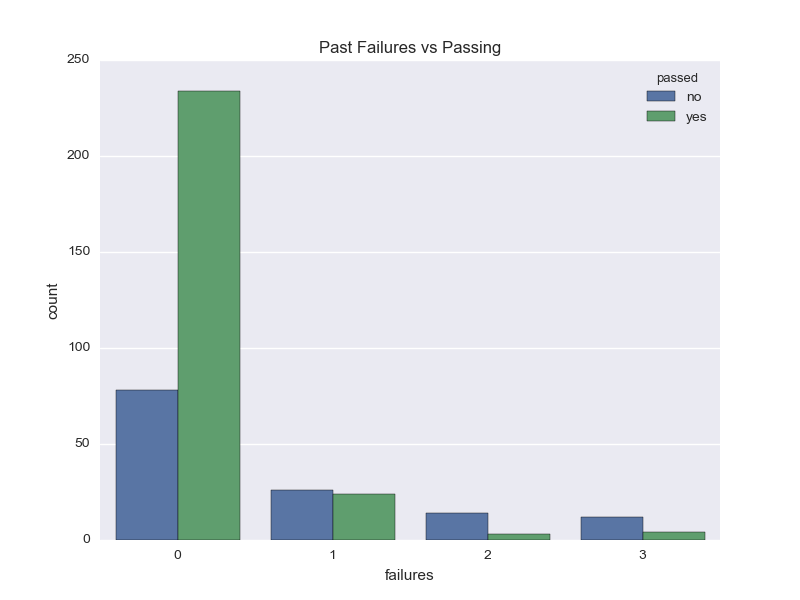 Past Failures vs Passing
250
200
150
100
50
0
count
passed
no
yes
0 1 2 3
failures